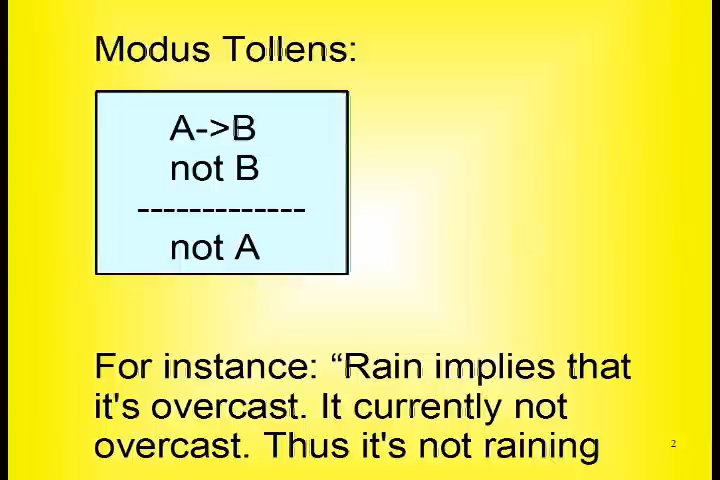 Modus Tollens:
A->B
not B
-------------
not A
For instance: “Rain implies that
it's overcast. It currently not
overcast. Thus it's not raining
2